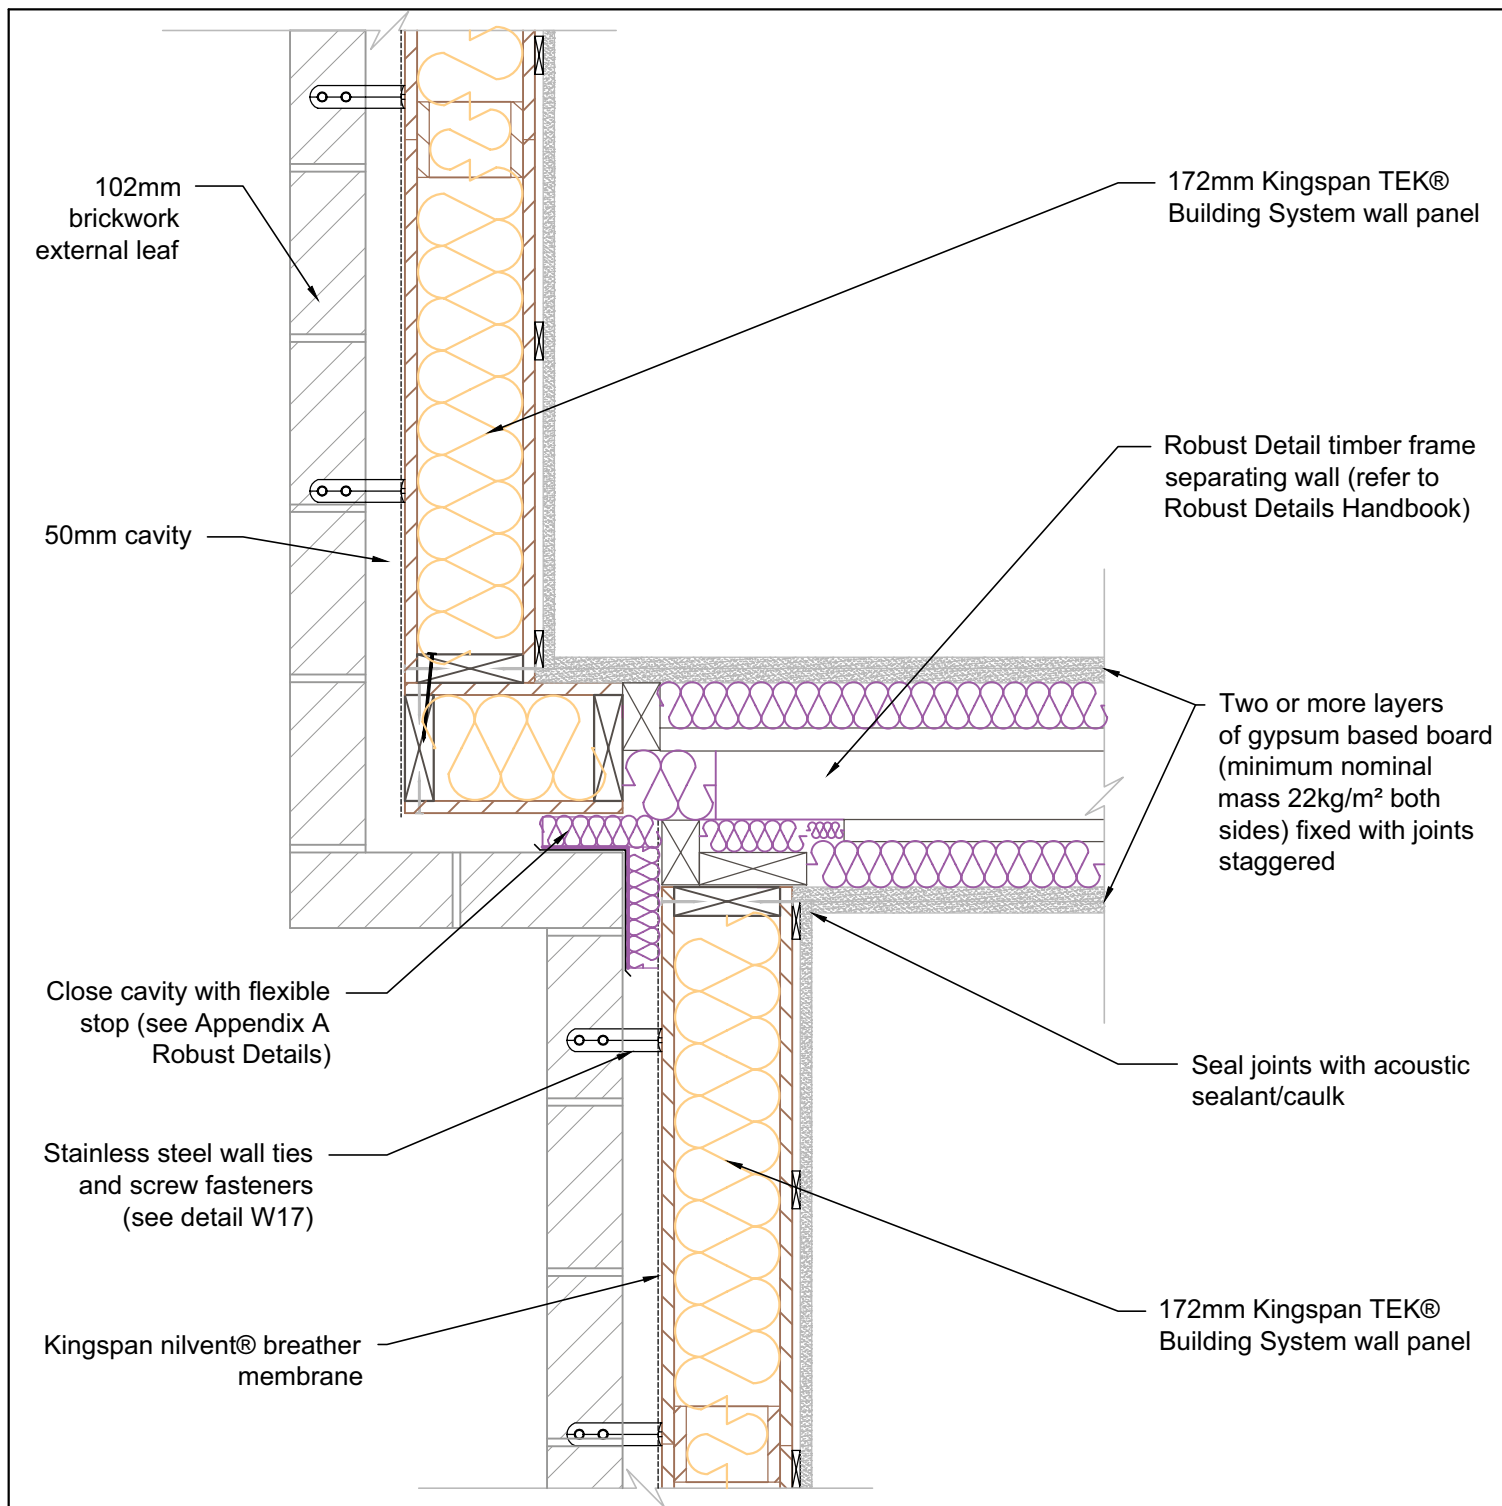 102mm
brickwork
external leaf
50mm cavity
Close cavity with flexible
stop (see Appendix A
Robust Details)
Stainless steel wall ties
and screw fasteners
(see detail W17)
Kingspan nilvent® breather
membrane
172mm Kingspan TEK®
Building System wall panel
Robust Detail timber frame
separating wall (refer to
Robust Details Handbook)
Two or more layers
of gypsum based board
(minimum nominal
mass 22kg/m² both
sides) fixed with joints
staggered
Seal joints with acoustic
sealant/caulk
172mm Kingspan TEK®
Building System wall panel